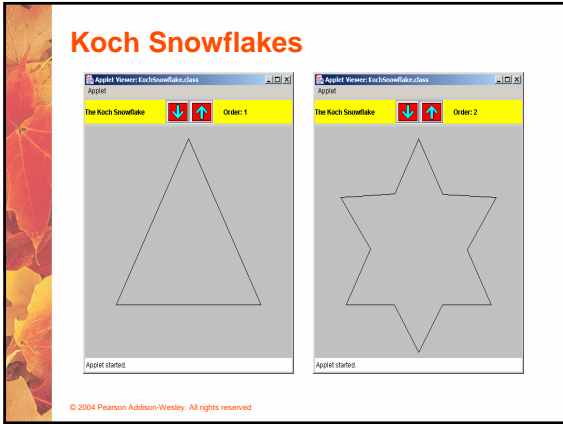 Koch Snowflakes
Applet Viewer: KochSnowflake.class
Applet
The Koch Snowflake
Order: 1
Applet started.
Applet Viewer: KochSnowflake.class
Applet
The Koch Snowflake
Order: 2
Applet started.
© 2004 Pearson Addison-Wesley. All rights reserved